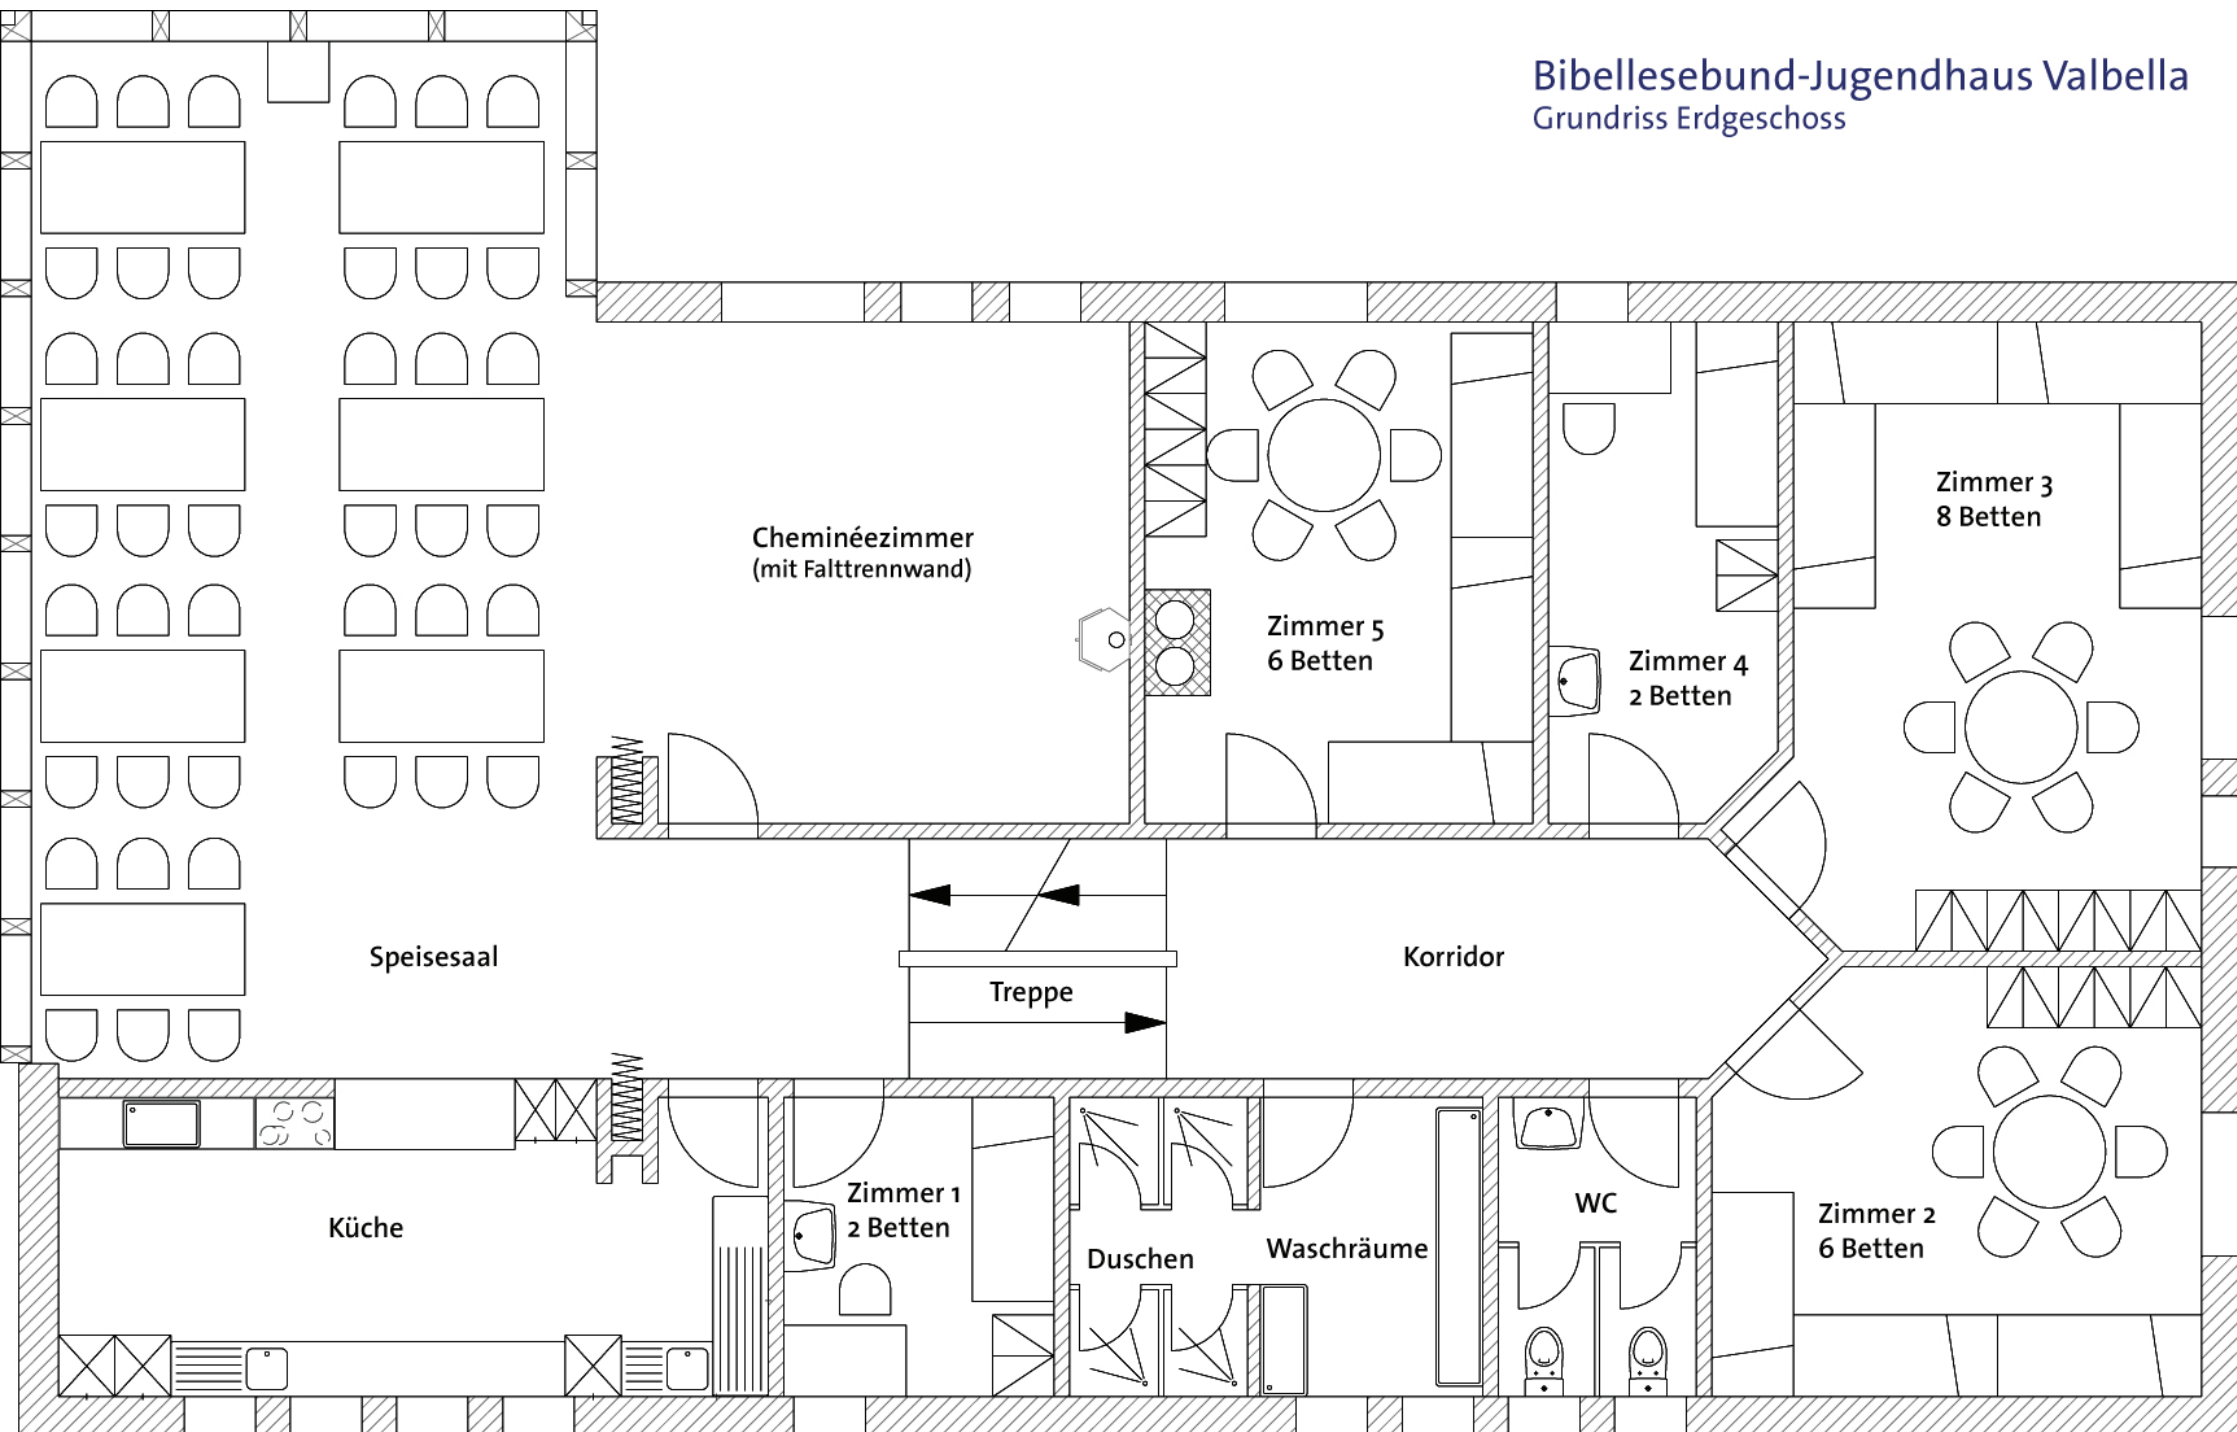 Bibellesebund-Jugendhaus Valbella
Grundriss Erdgeschoss
Cheminéezimmer
(mit Falttrennwand)
Zimmer 5
6 Betten
Zimmer 4
2 Betten
Zimmer 3
8 Betten
Speisesaal
Treppe
Korridor
Küche
Zimmer 1
2 Betten
Duschen
Waschräume
WC
Zimmer 2
6 Betten